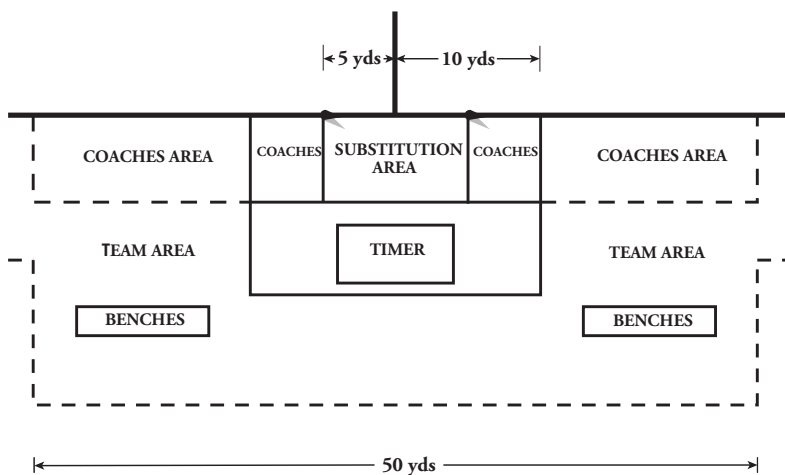 5 yds
10 yds
COACHES AREA
COACHES
SUBSTITUTION
AREA
COACHES
COACHES AREA
TEAM AREA
TIMER
TEAM AREA
BENCHES
BENCHES
50 yds